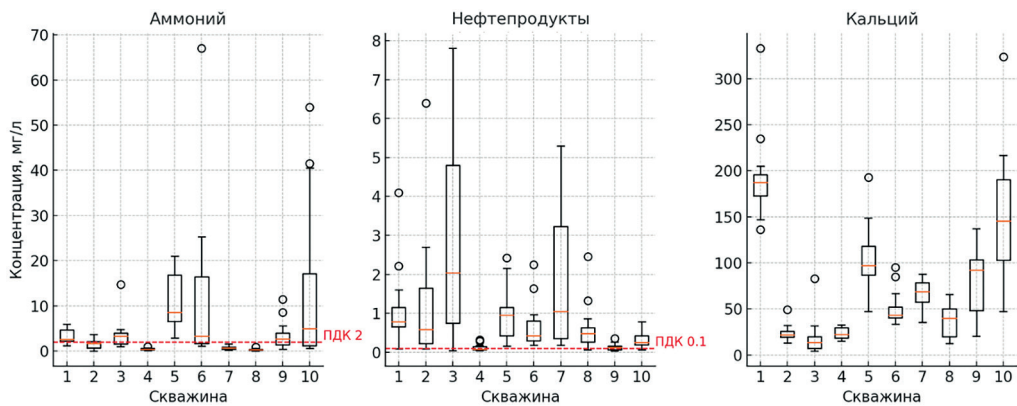 Аммоний
Нефтепродукты
Кальций
Концентрация, мг/л
70
60
50
40
30
20
10
0
ПДК 2
1 2 3 4 5 6 7 8 9 10
Скважина
8
7
6
5
4
3
2
1
0
ПДК 0.1
1 2 3 4 5 6 7 8 9 10
Скважина
300
250
200
150
100
50
0
1 2 3 4 5 6 7 8 9 10
Скважина